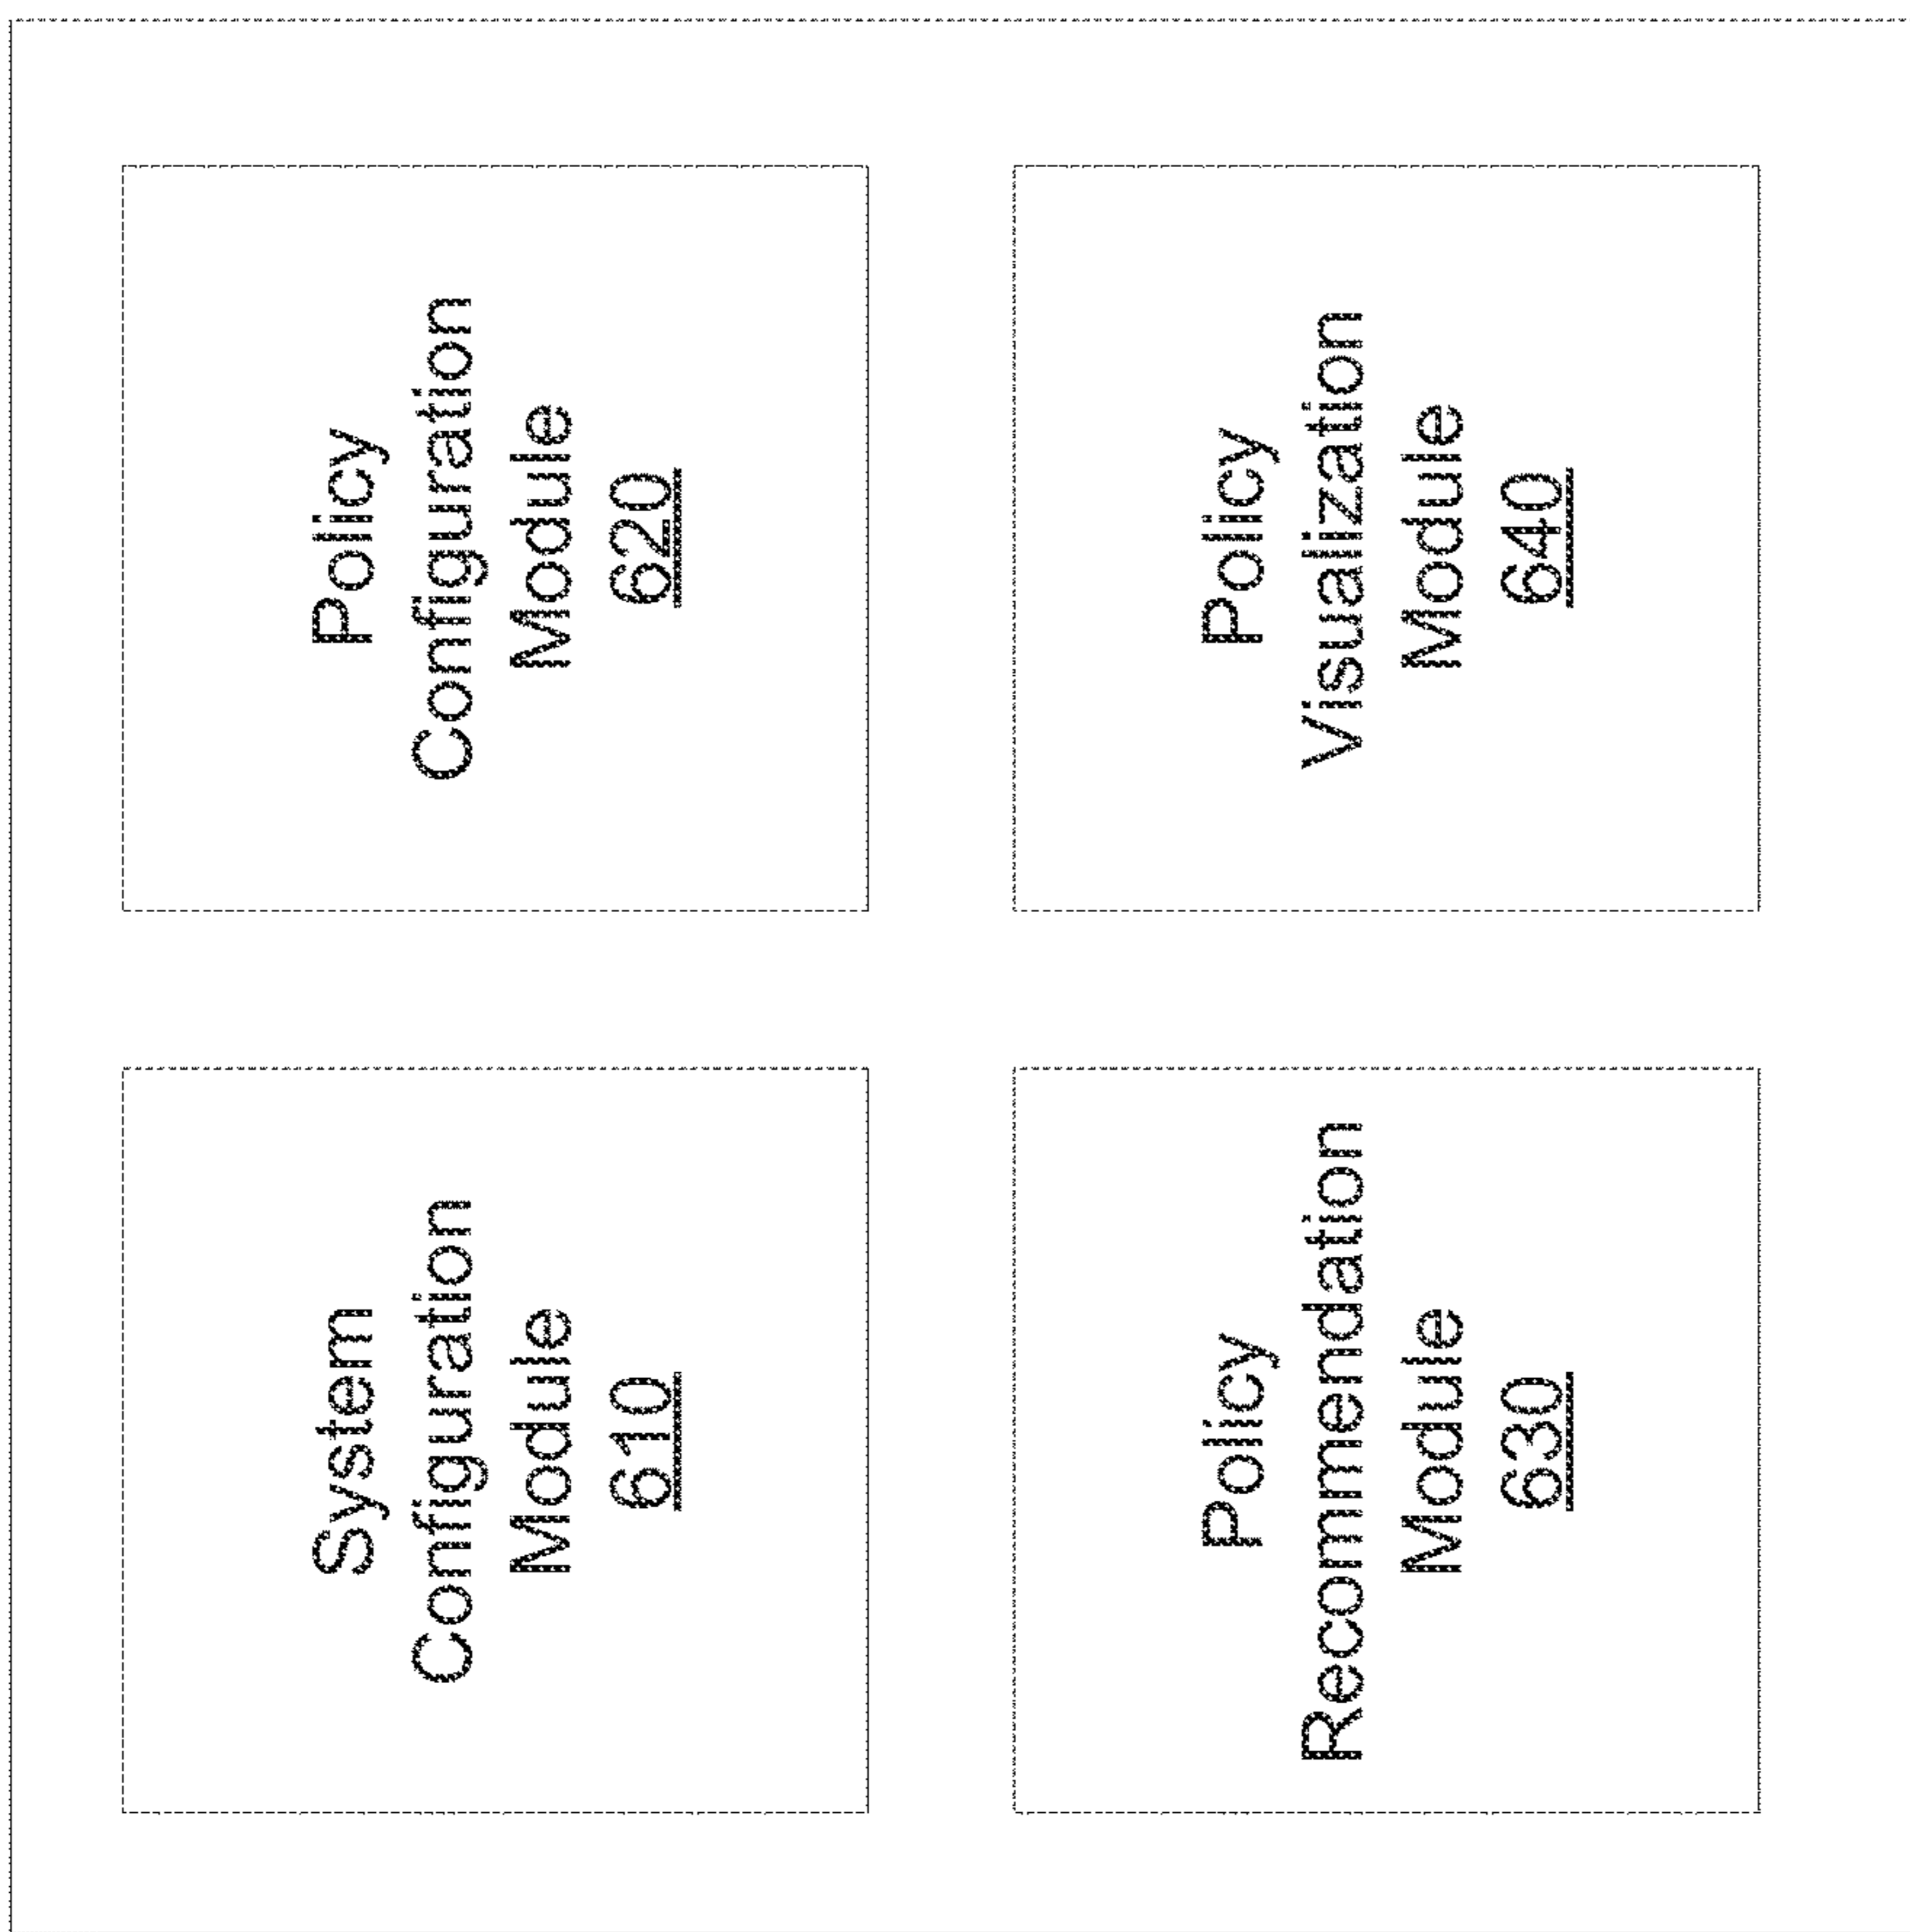 System
Configuration
Module
610
Policy
Configuration
Module
620
Policy
Recommendation
Module
630
Policy
Visualization
Module
640